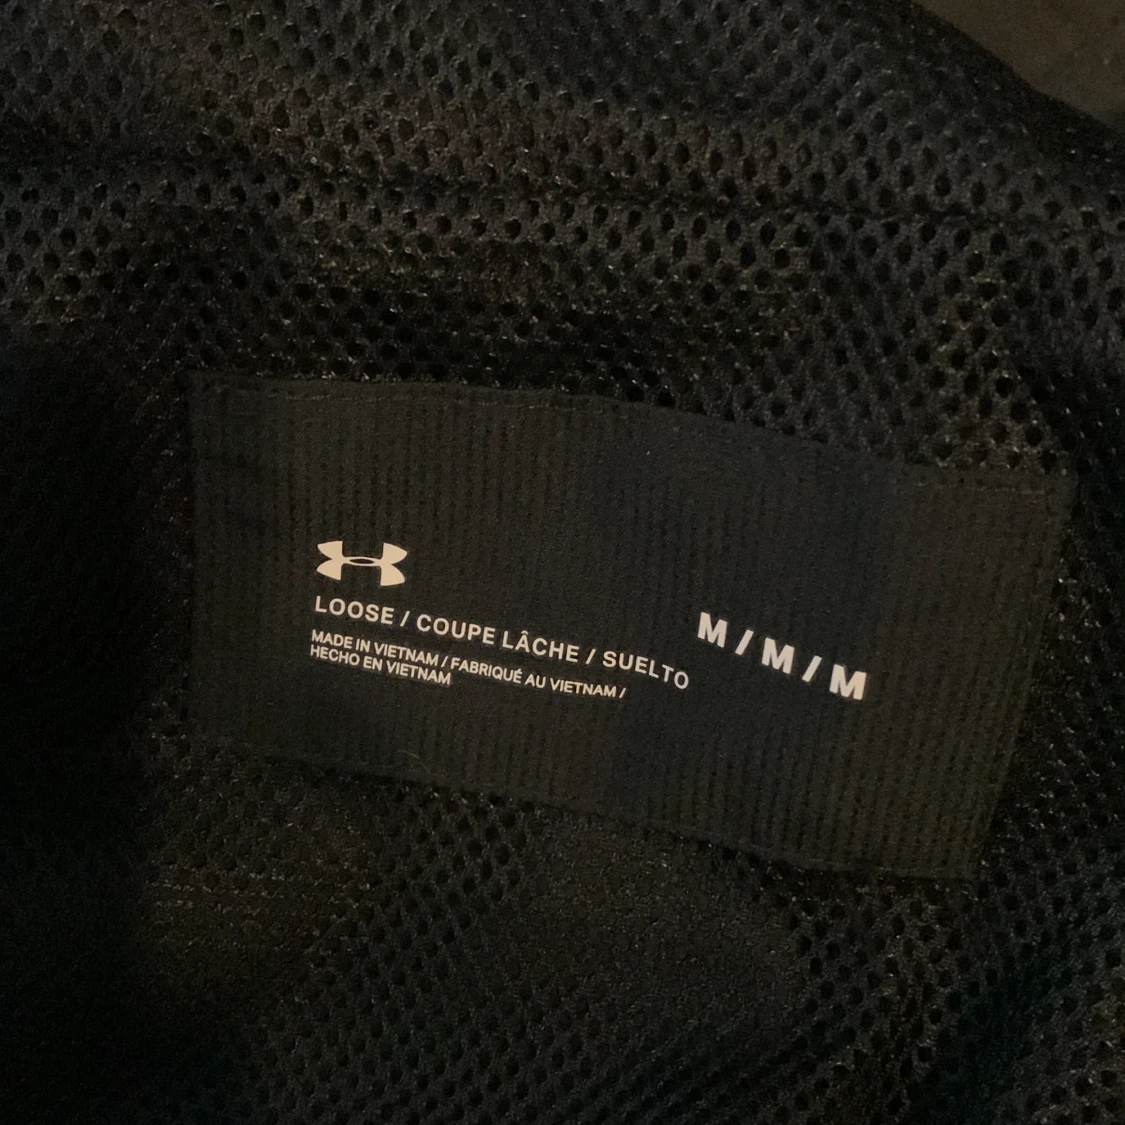 LOOSE / COUPE LÂCHE / SUELTO
MADE IN VIETNAM / FABRIQUÉ AU VIETNAM /
HECHO EN VIETNAM
M / M / M